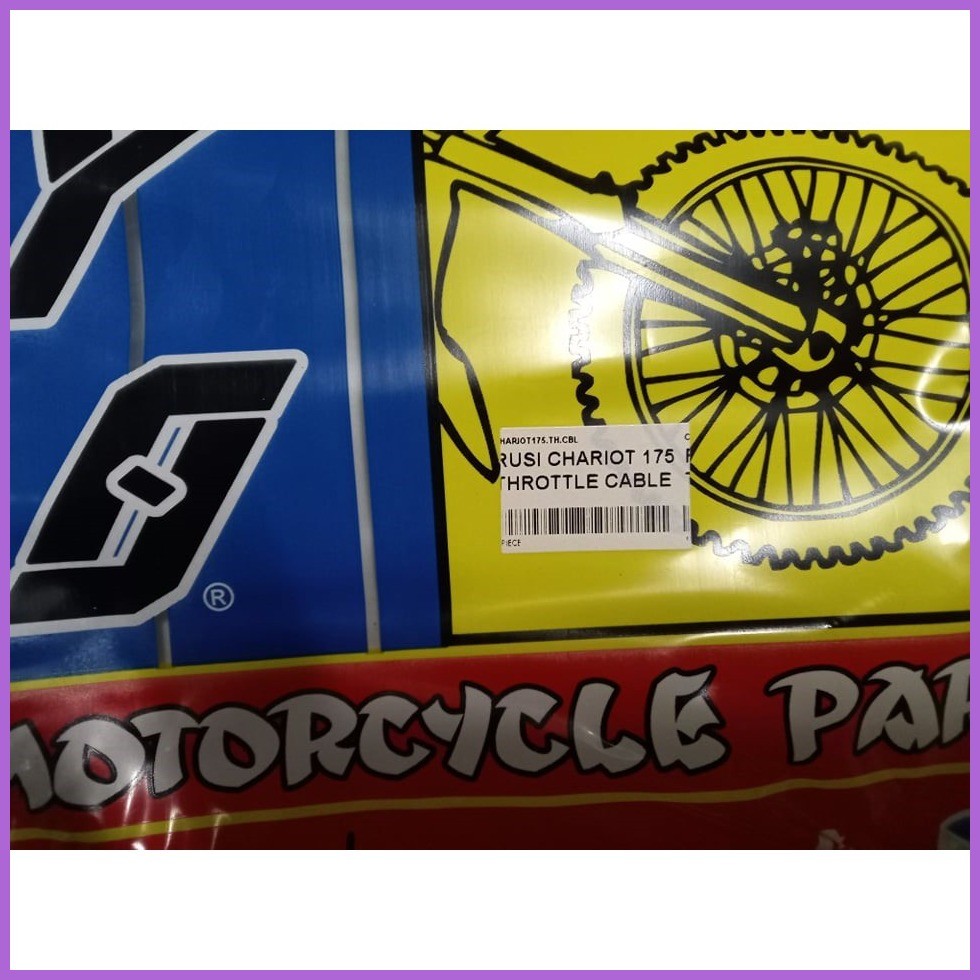 HARIOT175.TH.CBL
RUSI CHARIOT 175
THROTTLE CABLE
PIECE
®
MOTORCYCLE PAR